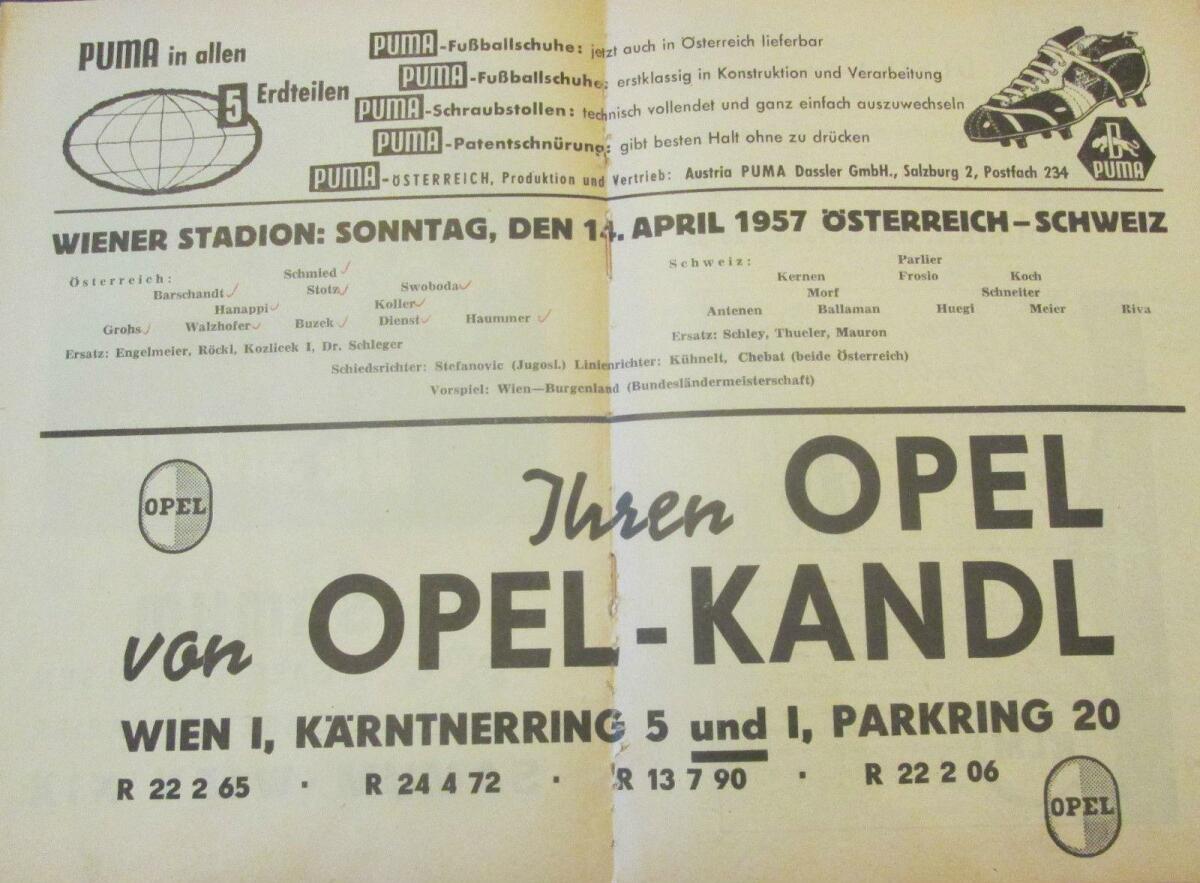 PUMA in allen
5 Erdteilen
PUMA-Fußballschuhe: jetzt auch in Österreich lieferbar
PUMA-Fußballschuhe: erstklassig in Konstruktion und Verarbeitung
PUMA-Schraubstollen: technisch vollendet und ganz einfach auszuwechseln
PUMA-Patentschnürung: gibt besten Halt ohne zu drücken
PUMA-ÖSTERREICH, Produktion und Vertrieb: Austria PUMA Dassler GmbH., Salzburg 2, Postfach 234
PUMA
WIENER STADION: SONNTAG, DEN 14. APRIL 1957 ÖSTERREICH–SCHWEIZ
Österreich:
Schmied
Barschandt Stotz Swoboda
Hanappi Koller
Grohs Walzhofer Buzek Dienst Haummer
Ersatz: Engelmeier, Röckl, Kozlicek I, Dr. Schleger
Schweiz: Parlier
Kernen Frosio Koch
Morf Schneiter
Antenen Ballaman Huegi Meier Riva
Ersatz: Schley, Thueler, Mauron
Schiedsrichter: Stefanovic (Jugosl.) Linienrichter: Kühnelt, Chebat (beide Österreich)
Vorspiel: Wien—Burgenland (Bundesländermeisterschaft)
OPEL
Ihren OPEL
von OPEL-KANDL
WIEN I, KÄRNTNERRING 5 und I, PARKRING 20
R 22 2 65 · R 24 4 72 · R 13 7 90 · R 22 2 06
OPEL